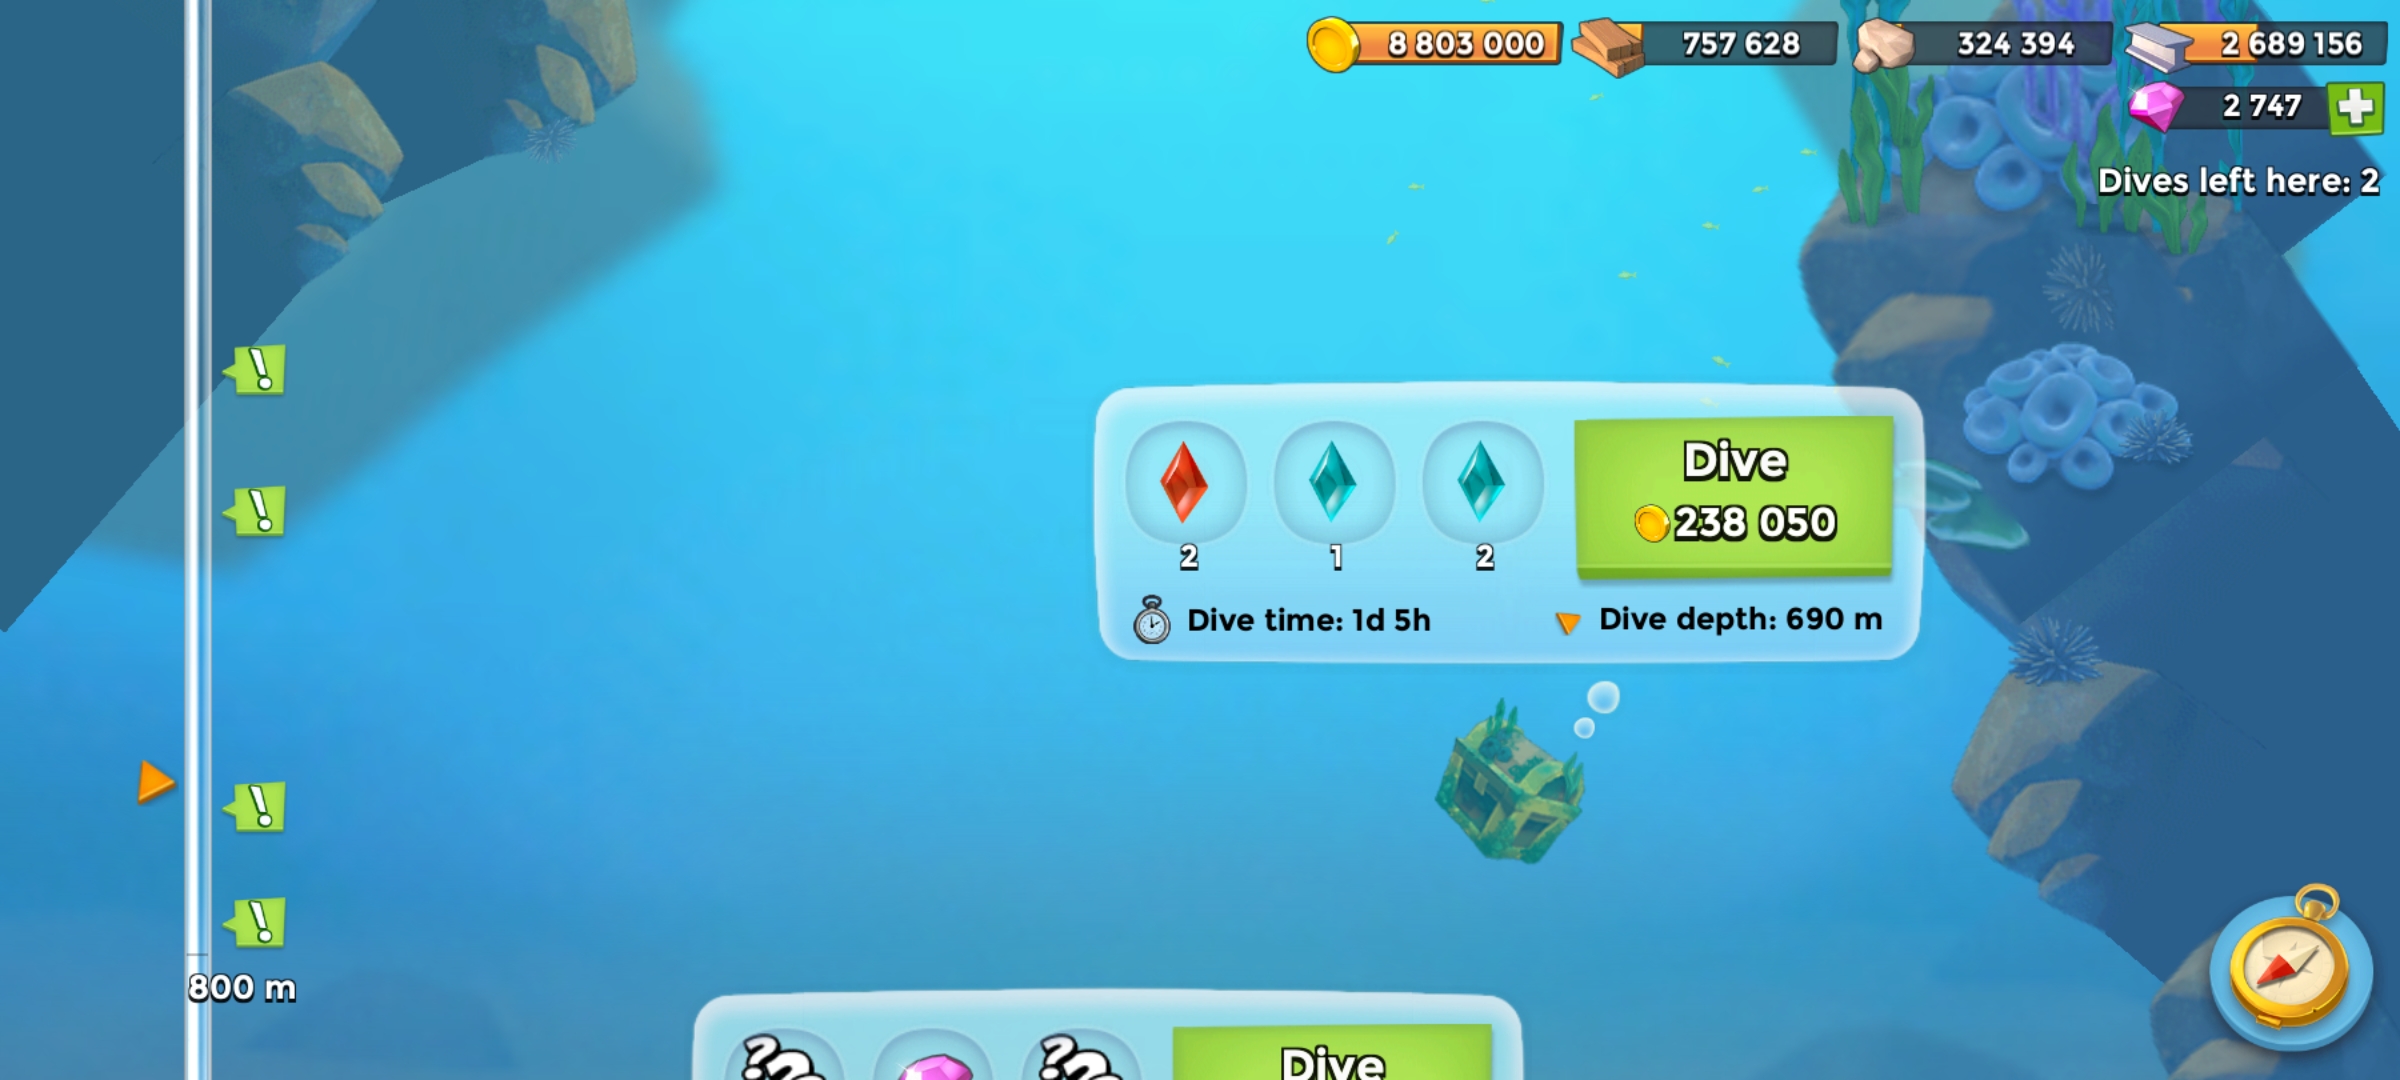 8 803 000
757 628
324 394
2 689 156
2 747
Dives left here: 2
!
!
Dive
238 050
2
1
2
Dive time: 1d 5h
Dive depth: 690 m
!
!
800 m
??
??
Dive